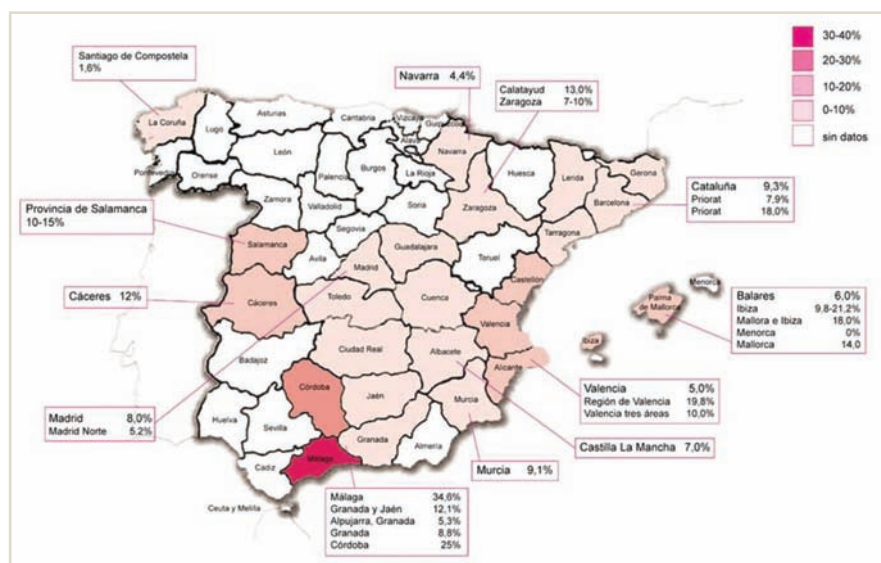 30-40%
20-30%
10-20%
0-10%
sin datos
Santiago de Compostela
1,6%
Navarra 4,4%
Calatayud 13,0%
Zaragoza 7-10%
Cataluña 9,3%
Priorat 7,9%
Priorat 18,0%
Provincia de Salamanca
10-15%
Cáceres 12%
Balares 6,0%
Ibiza 9,8-21,2%
Mallora e Ibiza 18,0%
Menorca 0%
Mallorca 14,0
Madrid 8,0%
Madrid Norte 5.2%
Valencia 5,0%
Región de Valencia 19,8%
Valencia tres áreas 10,0%
Castilla La Mancha 7,0%
Murcia 9,1%
Málaga 34,6%
Granada y Jaén 12,1%
Alpujarra, Granada 5,3%
Granada 8,8%
Córdoba 25%
La Coruña
Lugo
Asturias
Cantabria
Vizcaya
Guipuzcoa
Alava
Navarra
Pontevedra
Orense
León
Palencia
Burgos
La Rioja
Huesca
Lerida
Gerona
Barcelona
Zamora
Valladolid
Soria
Zaragoza
Tarragona
Segovia
Salamanca
Avila
Madrid
Guadalajara
Teruel
Castellón
Menorca
Palma
de Mallorca
Ibiza
Cáceres
Toledo
Cuenca
Valencia
Badajoz
Ciudad Real
Albacete
Alicante
Córdoba
Jaén
Murcia
Huelva
Sevilla
Granada
Almería
Cadiz
Málaga
Ceuta y Melilla